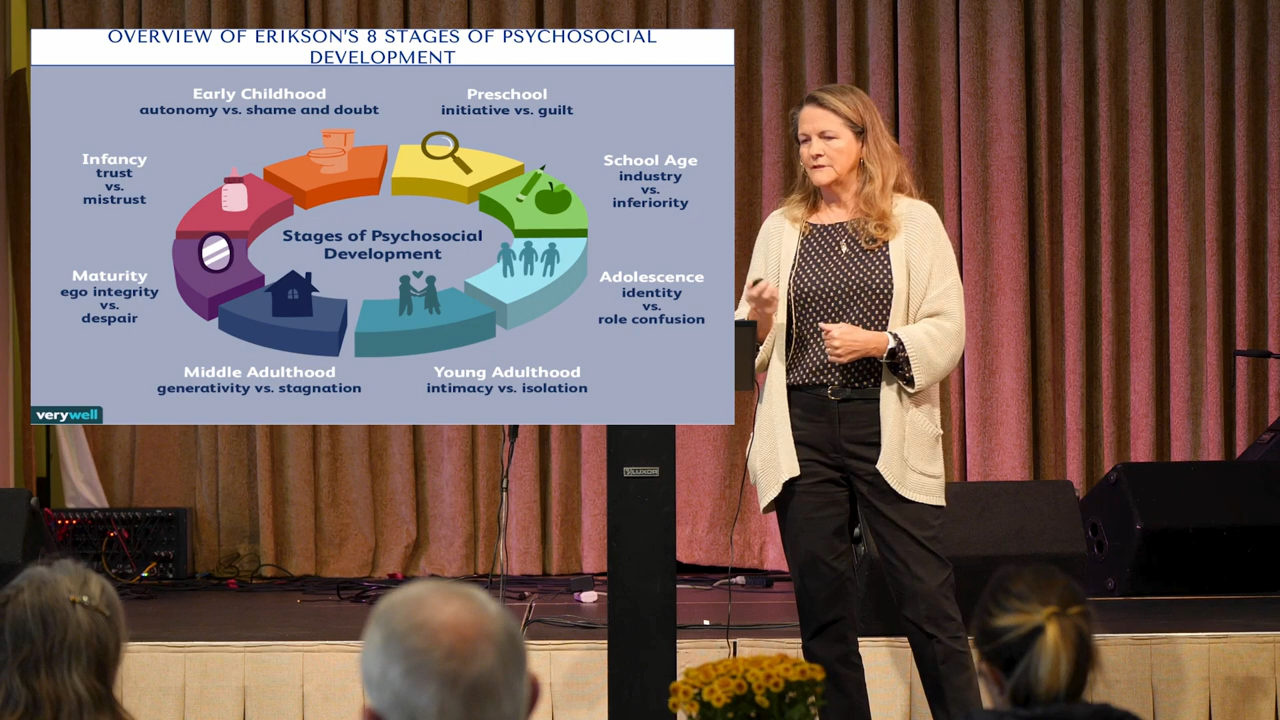 OVERVIEW OF ERIKSON'S 8 STAGES OF PSYCHOSOCIAL
DEVELOPMENT
Early Childhood
autonomy vs. shame and doubt
Preschool
initiative vs. guilt
Infancy
trust
vs.
mistrust
School Age
industry
vs.
inferiority
Stages of Psychosocial
Development
Maturity
ego integrity
vs.
despair
Adolescence
identity
vs.
role confusion
Middle Adulthood
generativity vs. stagnation
Young Adulthood
intimacy vs. isolation
verywell
LUXOR